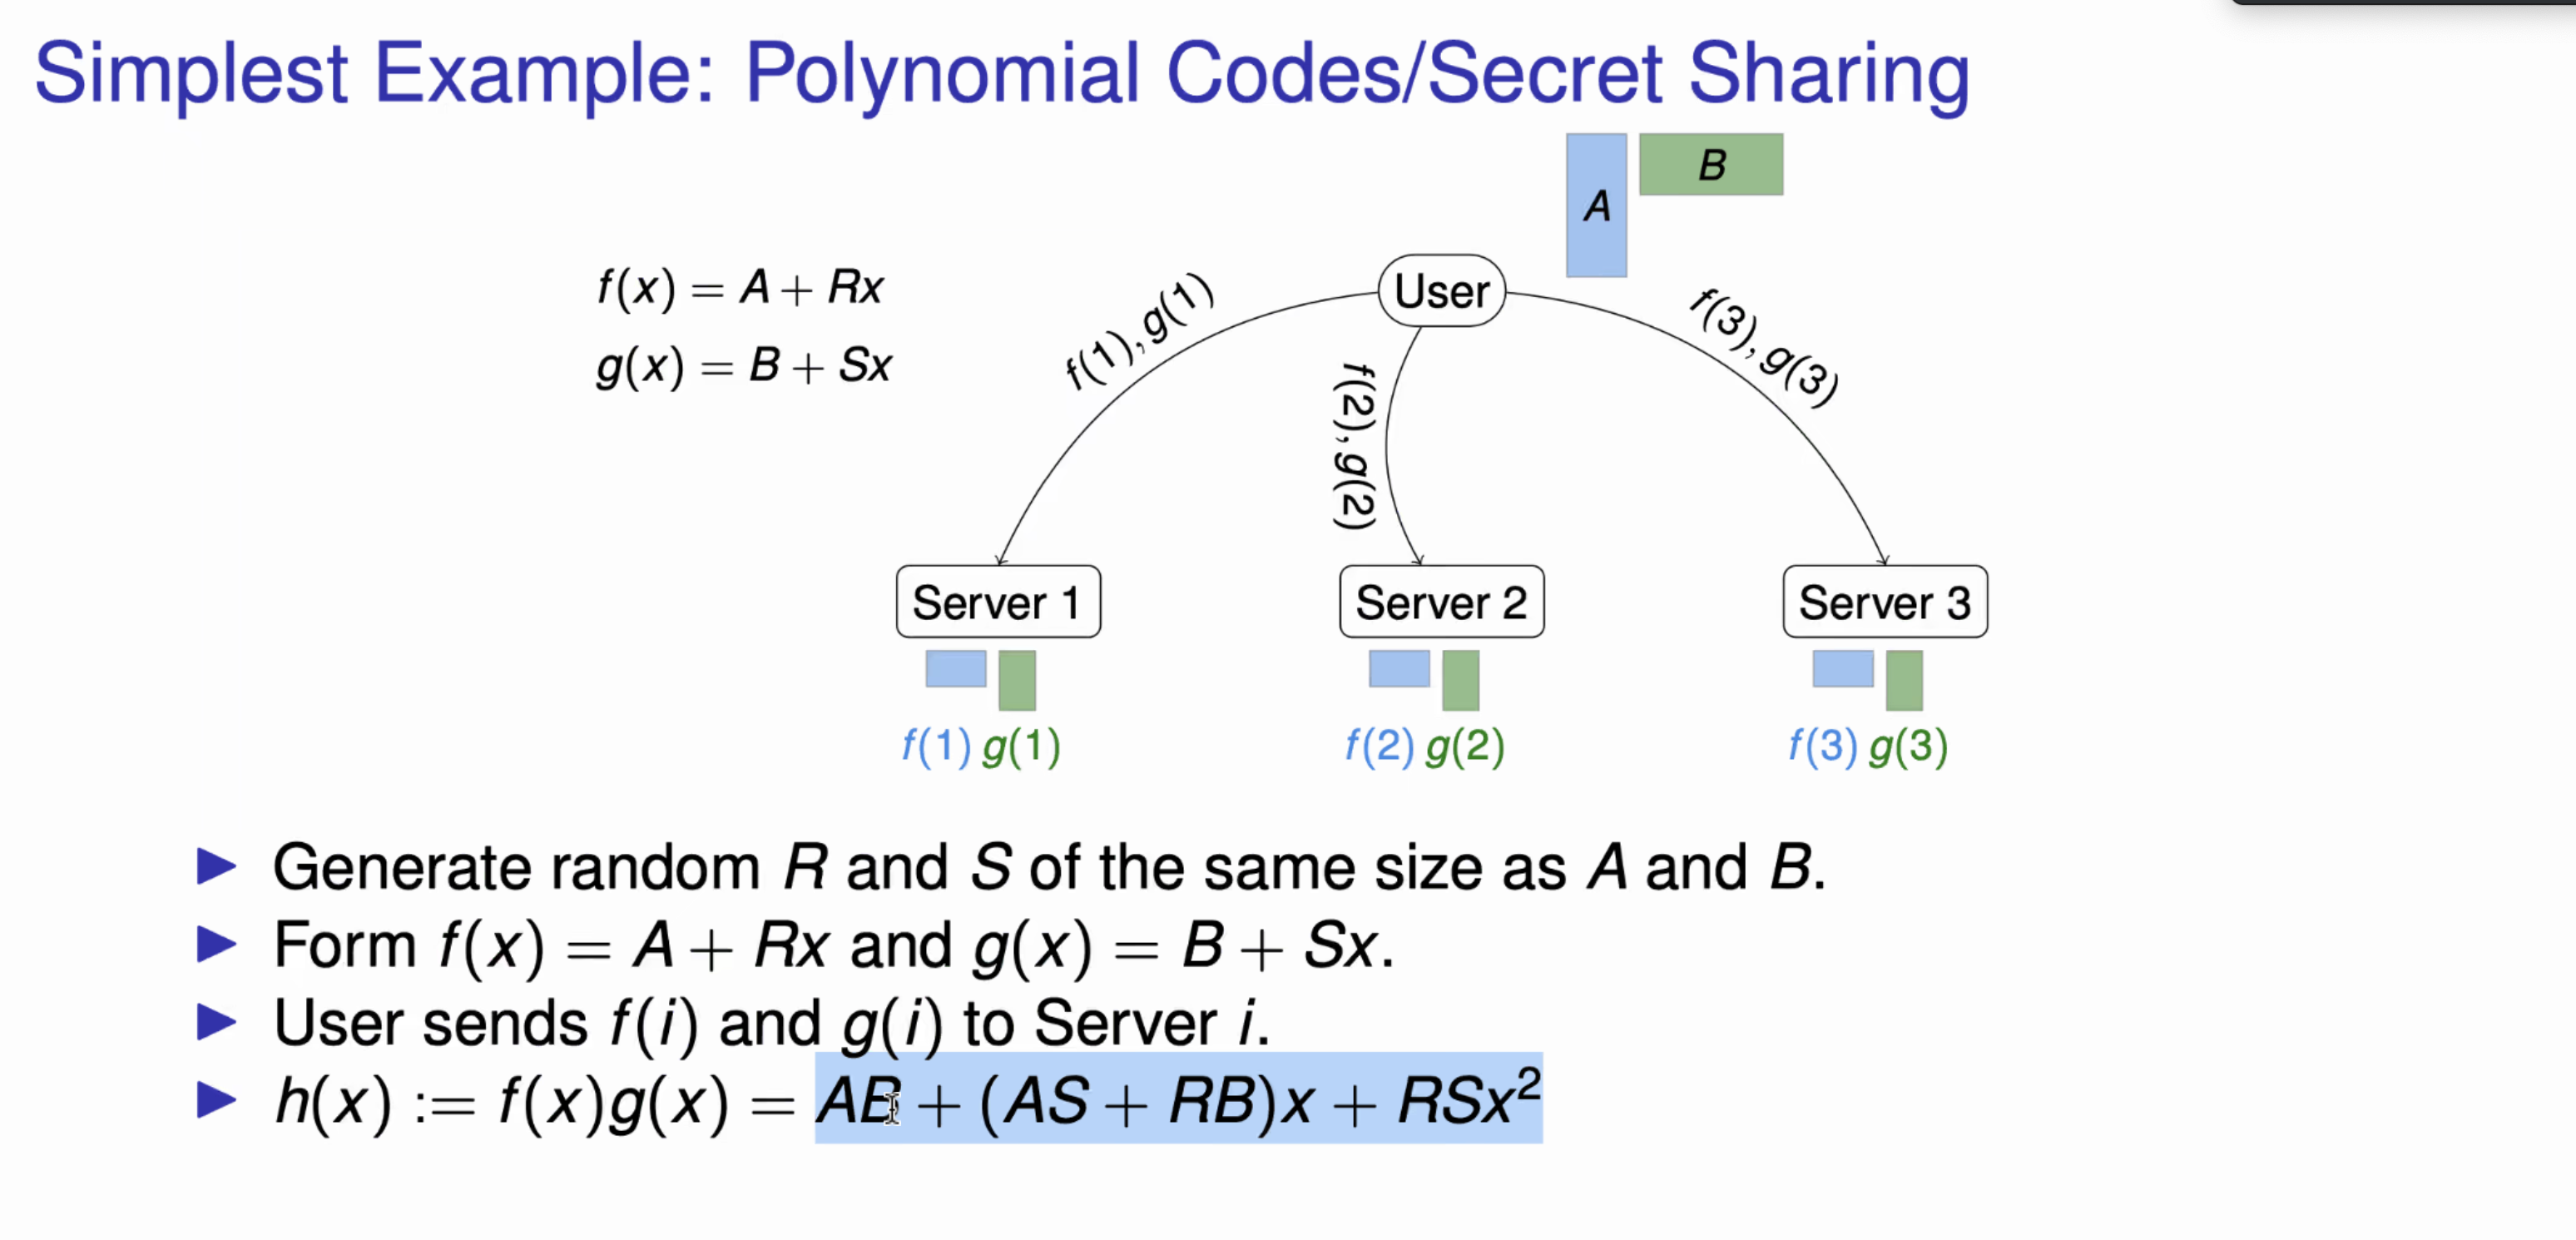 Simplest Example: Polynomial Codes/Secret Sharing
A
B
f(x) = A + Rx
g(x) = B + Sx
User
f(1), g(1)
f(2), g(2)
f(3), g(3)
Server 1
Server 2
Server 3
f(1) g(1)
f(2) g(2)
f(3) g(3)
▶ Generate random R and S of the same size as A and B.
▶ Form f(x) = A + Rx and g(x) = B + Sx.
▶ User sends f(i) and g(i) to Server i.
▶ h(x) := f(x)g(x) = AB + (AS + RB)x + RSx²